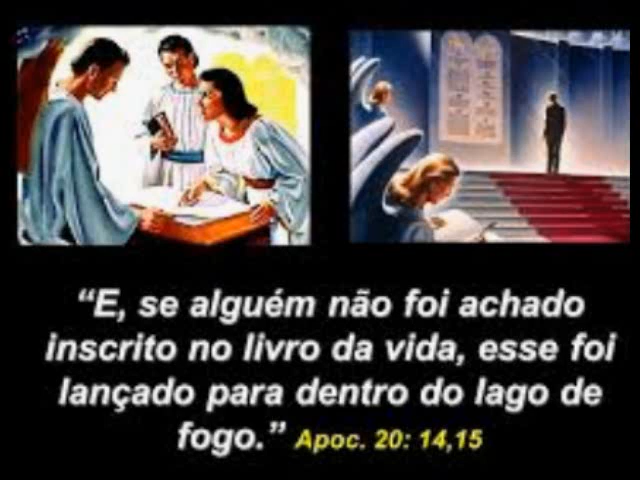 “E, se alguém não foi achado
inscrito no livro da vida, esse foi
lançado para dentro do lago de
fogo.” Apoc. 20: 14,15